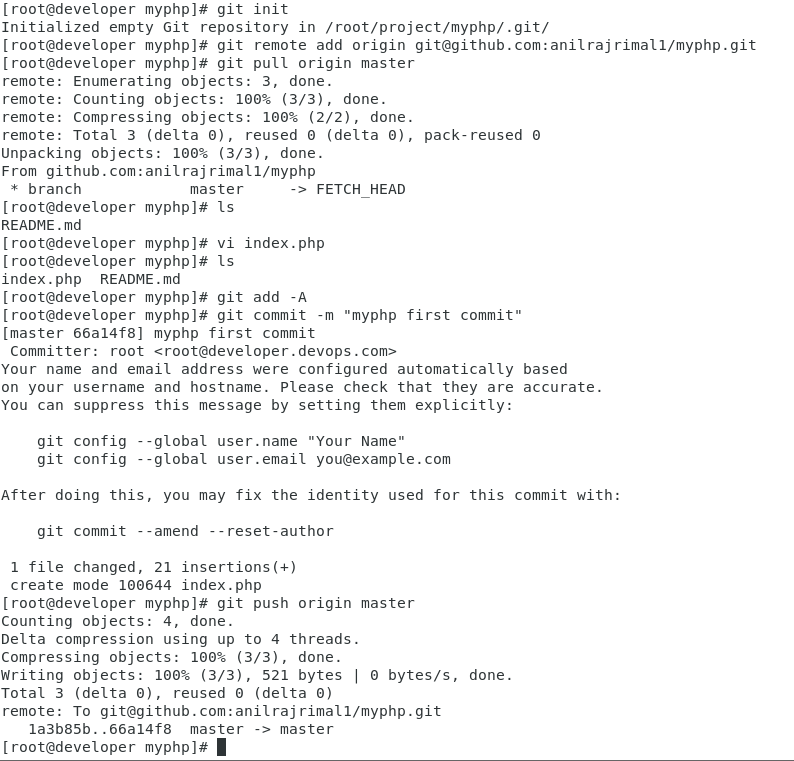 [root@developer myphp]# git init
Initialized empty Git repository in /root/project/myphp/.git/
[root@developer myphp]# git remote add origin git@github.com:anilrajrimal1/myphp.git
[root@developer myphp]# git pull origin master
remote: Enumerating objects: 3, done.
remote: Counting objects: 100% (3/3), done.
remote: Compressing objects: 100% (2/2), done.
remote: Total 3 (delta 0), reused 0 (delta 0), pack-reused 0
Unpacking objects: 100% (3/3), done.
From github.com:anilrajrimal1/myphp
 * branch            master     -> FETCH_HEAD
[root@developer myphp]# ls
README.md
[root@developer myphp]# vi index.php
[root@developer myphp]# ls
index.php  README.md
[root@developer myphp]# git add -A
[root@developer myphp]# git commit -m "myphp first commit"
[master 66a14f8] myphp first commit
 Committer: root <root@developer.devops.com>
Your name and email address were configured automatically based
on your username and hostname. Please check that they are accurate.
You can suppress this message by setting them explicitly:

    git config --global user.name "Your Name"
    git config --global user.email you@example.com

After doing this, you may fix the identity used for this commit with:

    git commit --amend --reset-author

 1 file changed, 21 insertions(+)
 create mode 100644 index.php
[root@developer myphp]# git push origin master
Counting objects: 4, done.
Delta compression using up to 4 threads.
Compressing objects: 100% (3/3), done.
Writing objects: 100% (3/3), 521 bytes | 0 bytes/s, done.
Total 3 (delta 0), reused 0 (delta 0)
remote: To git@github.com:anilrajrimal1/myphp.git
   1a3b85b..66a14f8  master -> master
[root@developer myphp]#